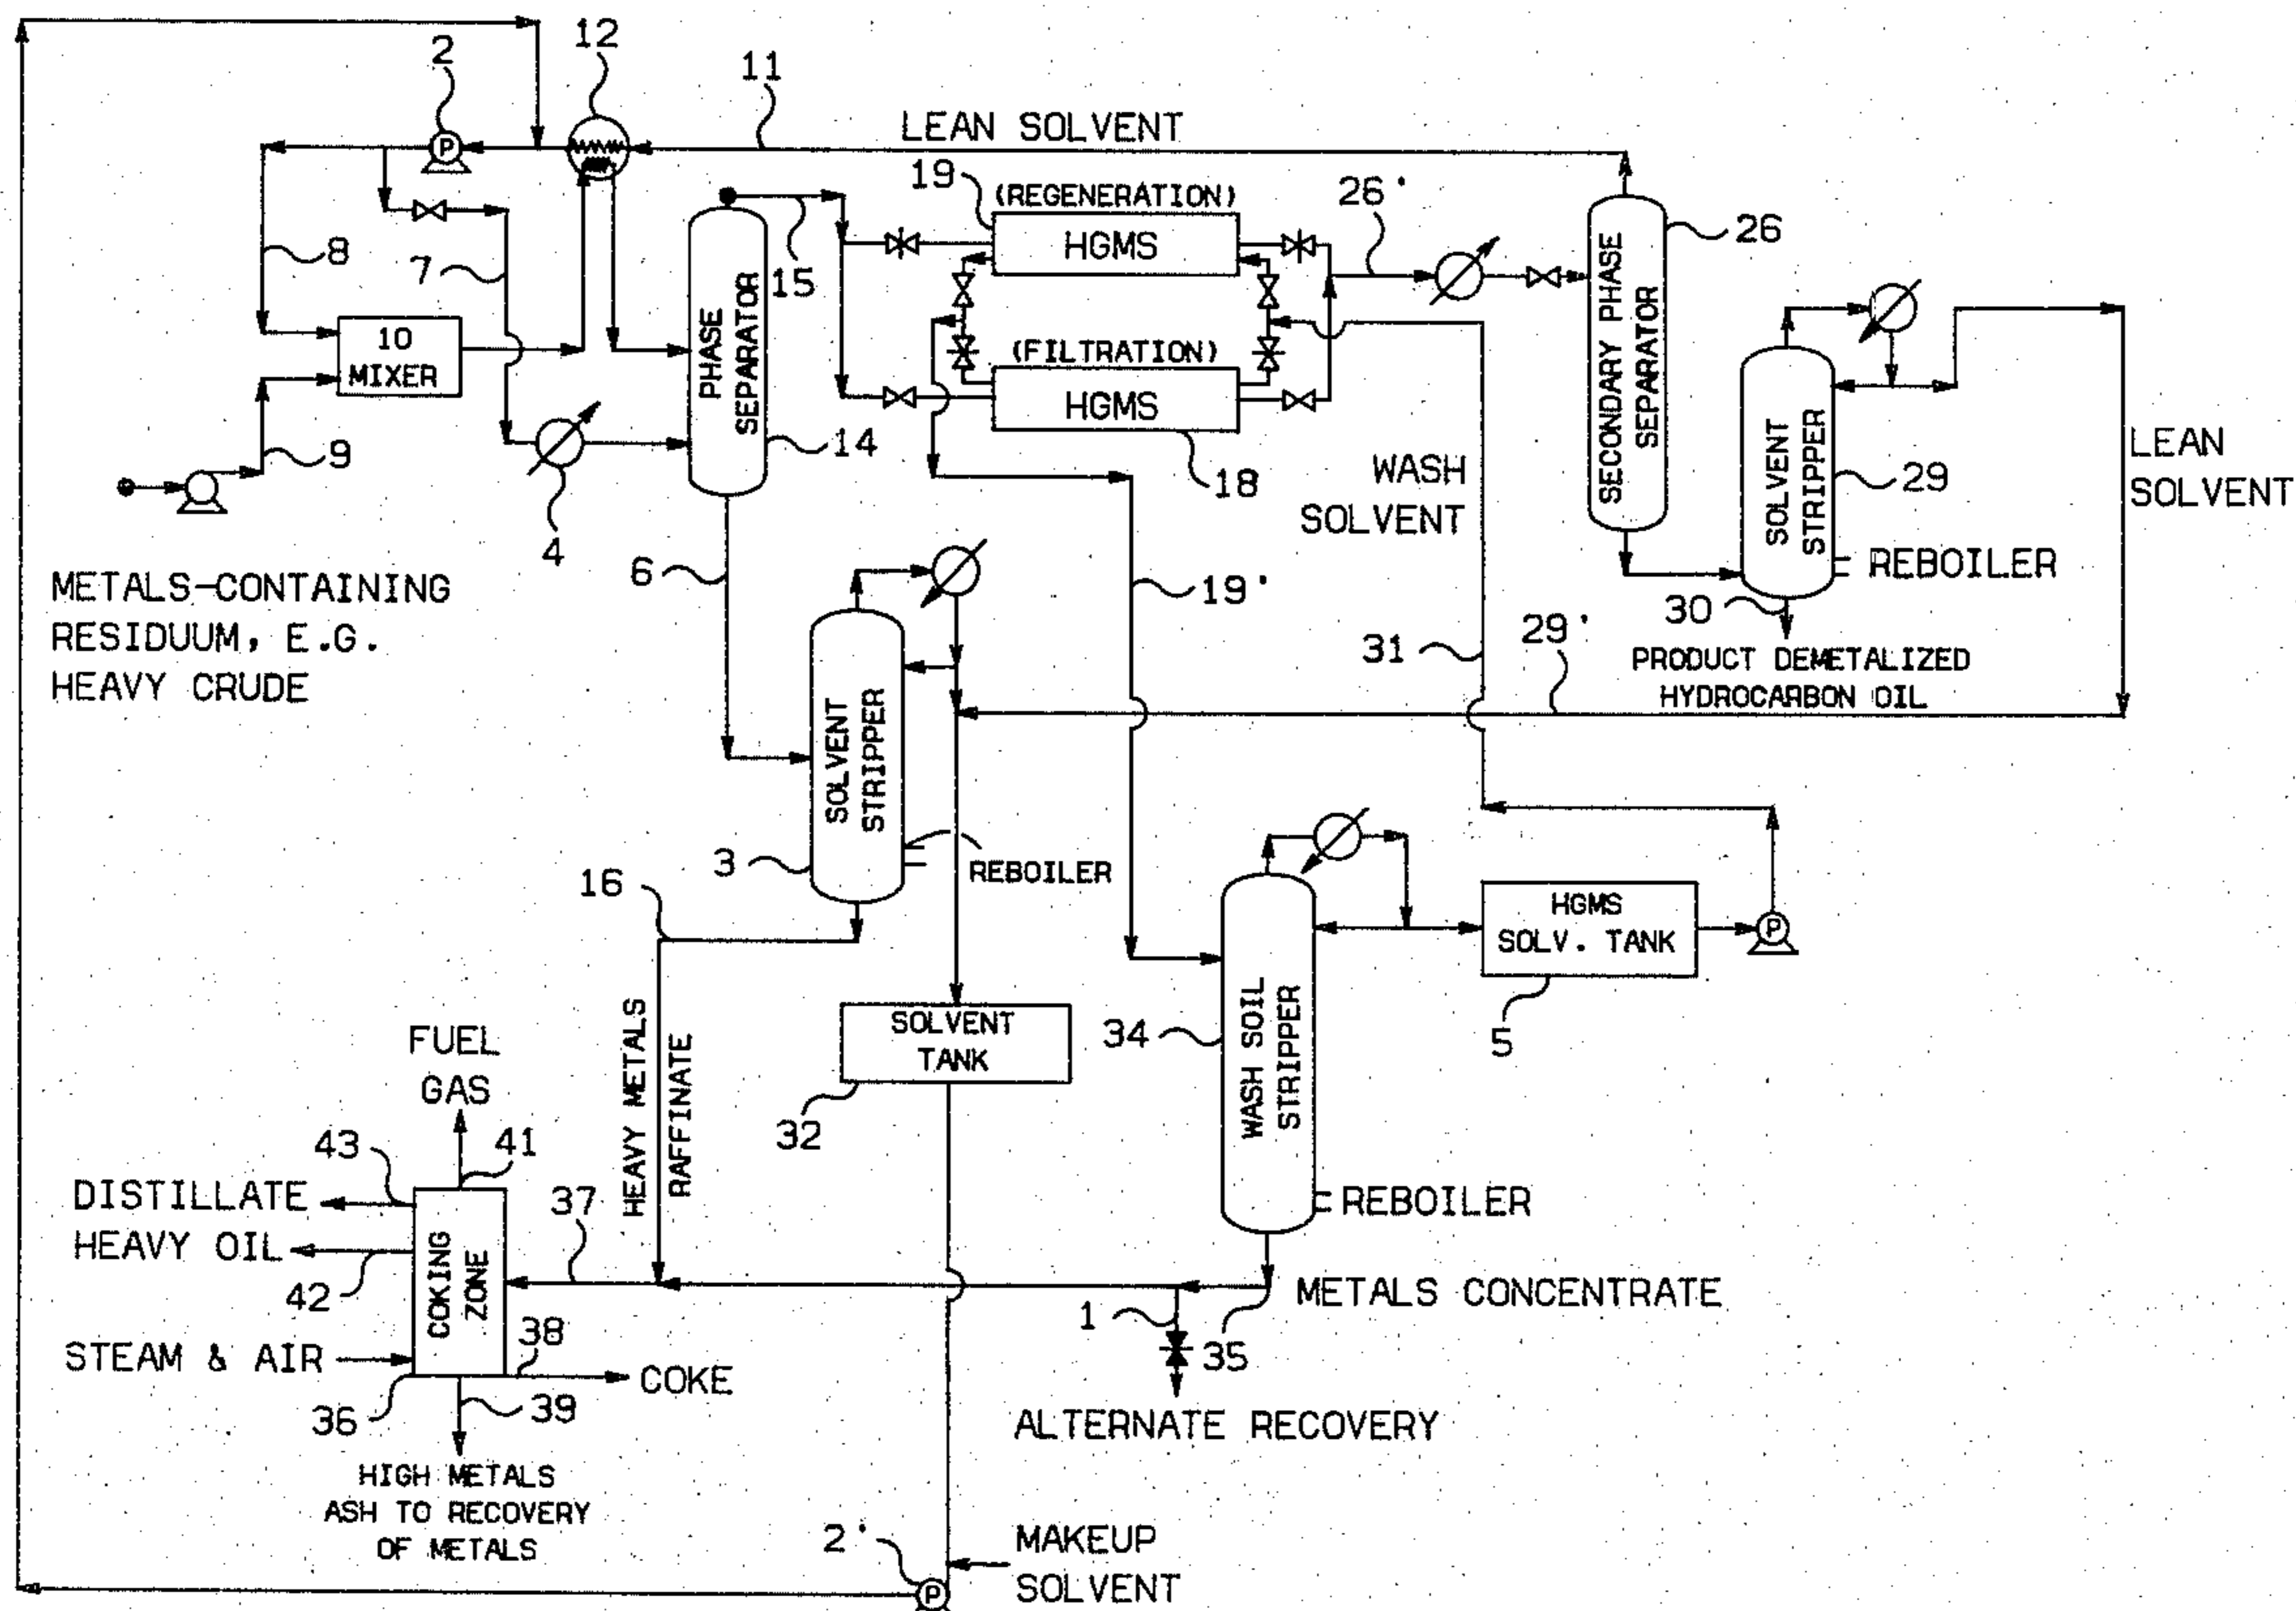 2
12
11
LEAN SOLVENT
19
(REGENERATION)
HGMS
26'
26
8
7
15
10
MIXER
PHASE
SEPARATOR
14
(FILTRATION)
HGMS
18
SECONDARY PHASE
SEPARATOR
SOLVENT
STRIPPER
29
REBOILER
30
PRODUCT DEMETALIZED
HYDROCARBON OIL
LEAN
SOLVENT
9
4
WASH
SOLVENT
METALS-CONTAINING
RESIDUUM, E.G.
HEAVY CRUDE
6
19'
31
29'
SOLVENT
STRIPPER
3
REBOILER
16
HEAVY METALS
RAFFINATE
SOLVENT
TANK
32
34
WASH SOIL
STRIPPER
REBOILER
HGMS
SOLV. TANK
P
P
P
5
FUEL
GAS
43
41
DISTILLATE
HEAVY OIL
42
COKING
ZONE
37
STEAM & AIR
38
COKE
36
39
HIGH METALS
ASH TO RECOVERY
OF METALS
1
35
METALS CONCENTRATE
ALTERNATE RECOVERY
2'
MAKEUP
SOLVENT